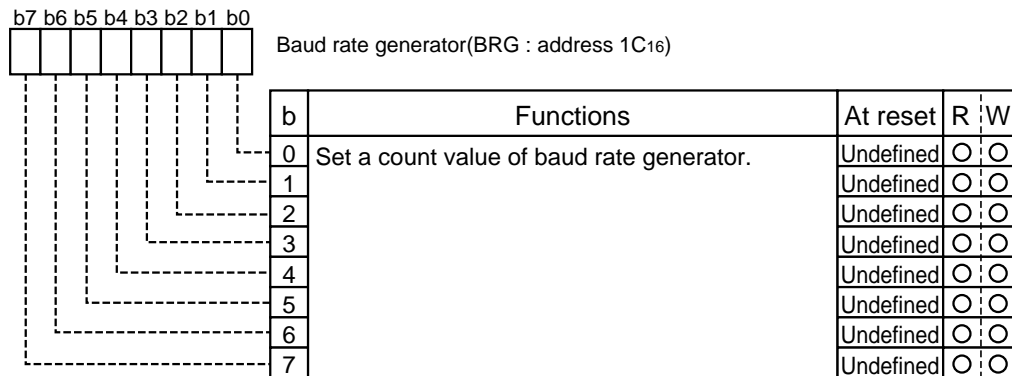 b7 b6 b5 b4 b3 b2 b1 b0
Baud rate generator(BRG : address 1C16)
b Functions At reset R W
0 Set a count value of baud rate generator. Undefined O O
1 Undefined O O
2 Undefined O O
3 Undefined O O
4 Undefined O O
5 Undefined O O
6 Undefined O O
7 Undefined O O